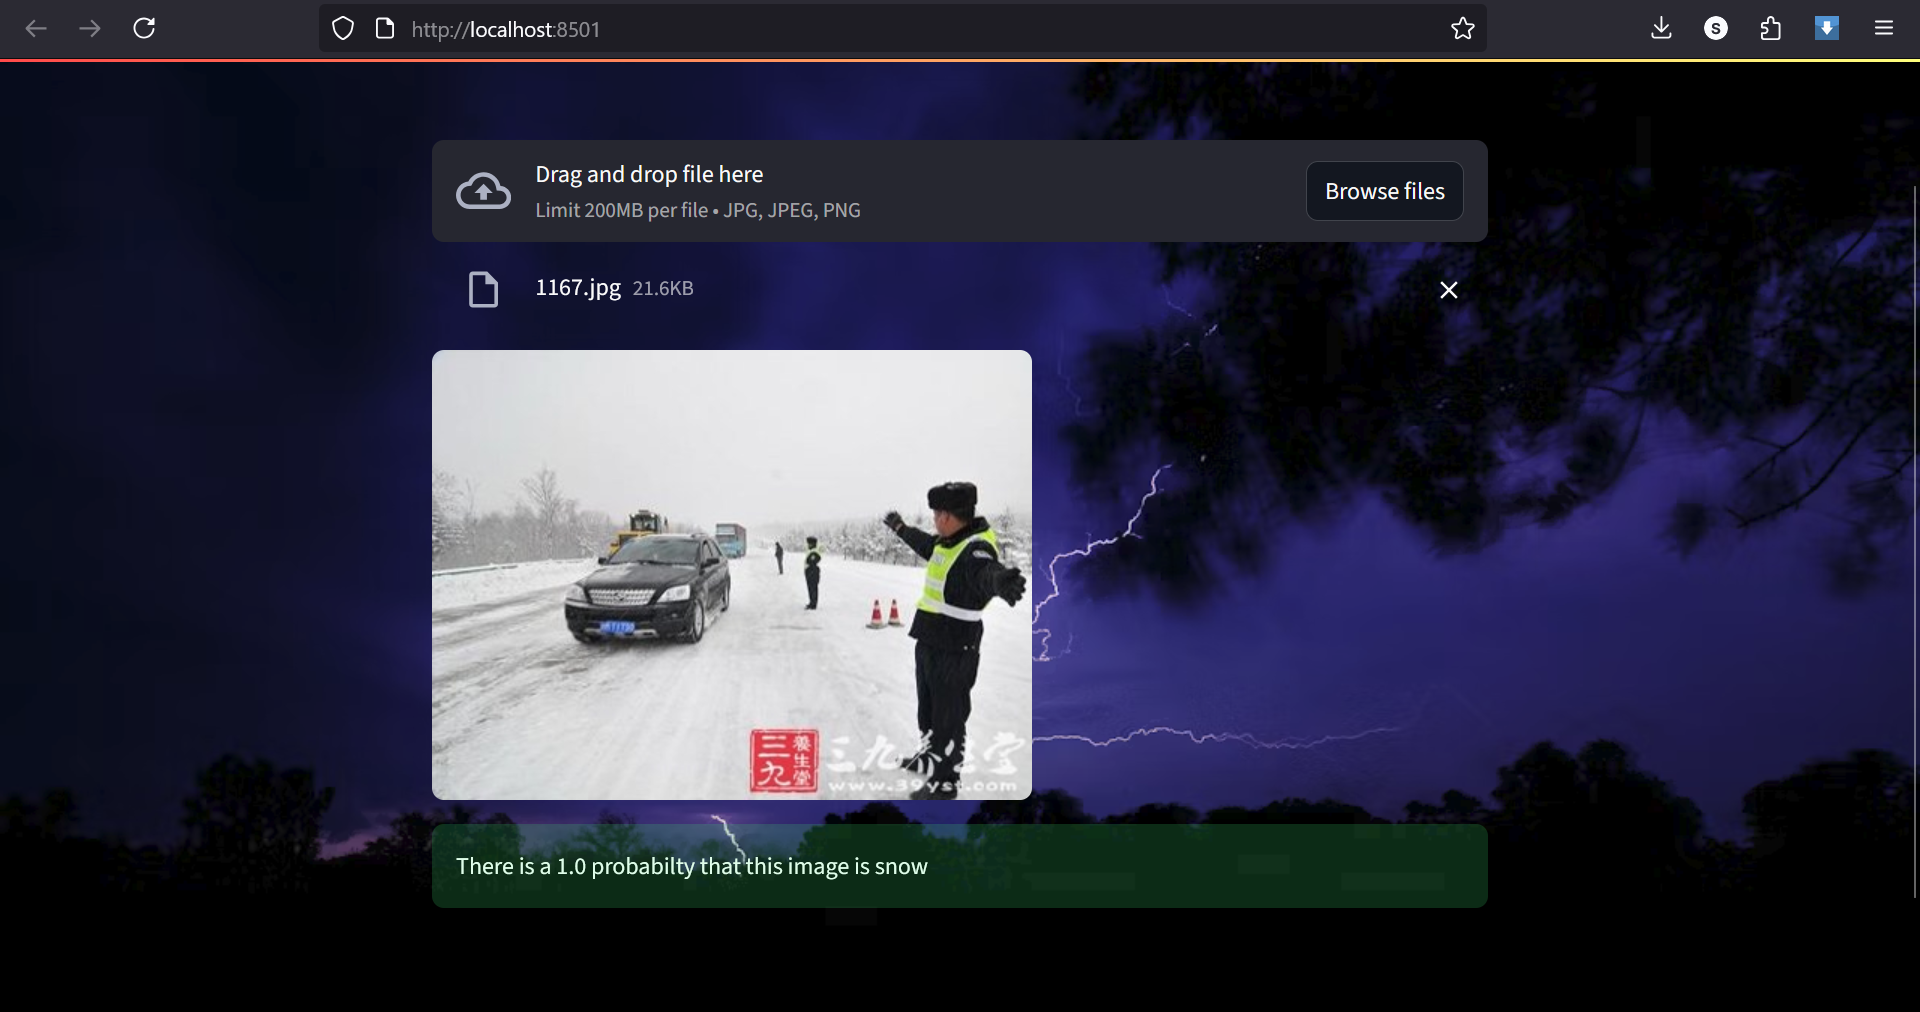 http://localhost:8501
S
Drag and drop file here
Limit 200MB per file • JPG, JPEG, PNG
Browse files
1167.jpg 21.6KB
三九
养生堂
三九养生堂
www.39yst.com
There is a 1.0 probabilty that this image is snow